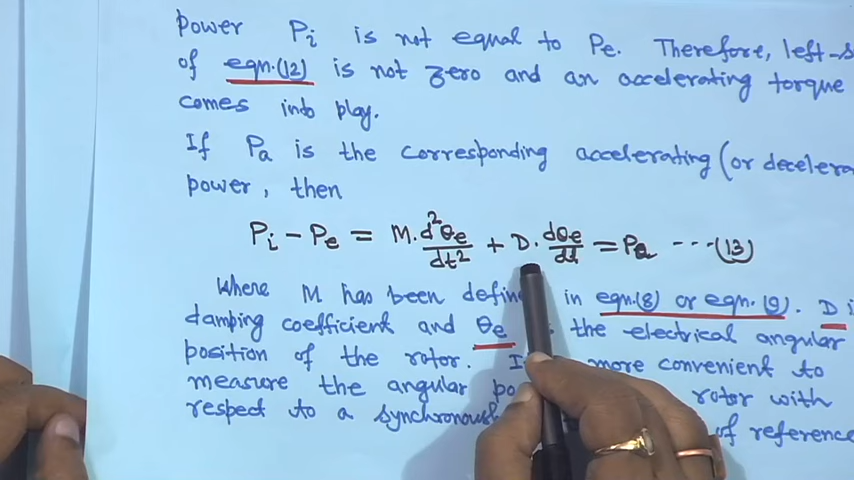 power Pi is not equal to Pe. Therefore, left-s
of eqn.(12) is not zero and an accelerating torque
comes into play.
If Pa is the corresponding accelerating (or decelera
power, then
Pi - Pe = M. d²θe/dt² + D. dθe/dt = Pa ---(13)
Where M has been define in eqn.(8) or eqn.(9). D i
damping coefficient and θe the electrical angular
position of the rotor. I more convenient to
measure the angular po rotor with
respect to a synchronous of reference